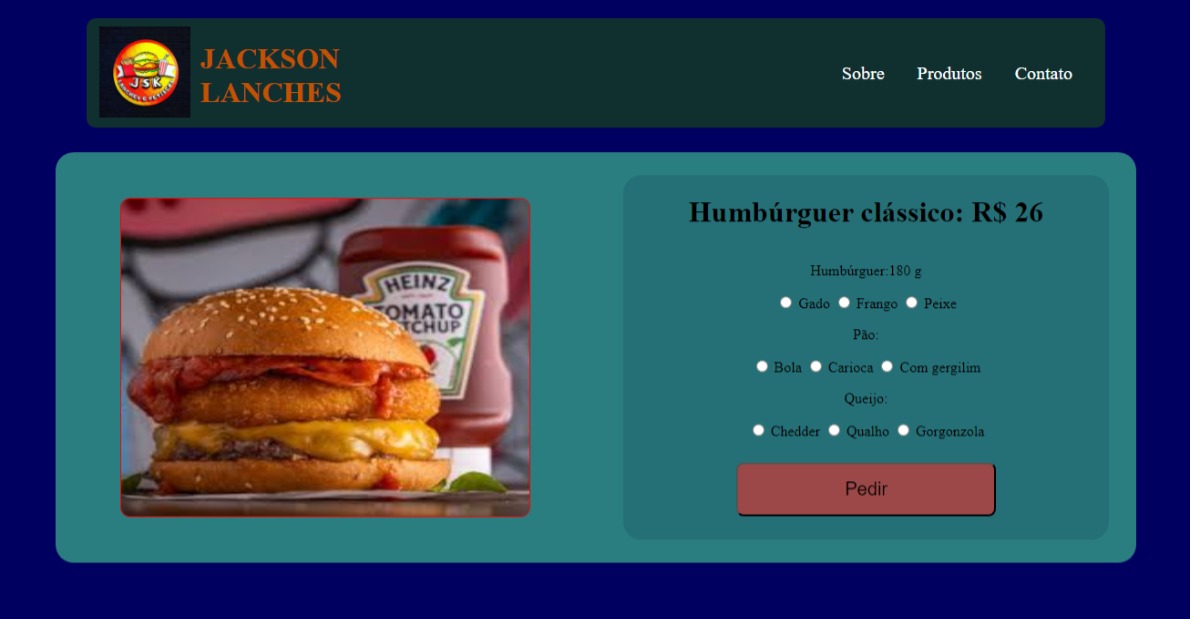 JSK
JACKSON
LANCHES
Sobre
Produtos
Contato
HEINZ
TOMATO
KETCHUP
Humbúrguer clássico: R$ 26
Humbúrguer:180 g
Gado Frango Peixe
Pão:
Bola Carioca Com gergilim
Queijo:
Chedder Qualho Gorgonzola
Pedir